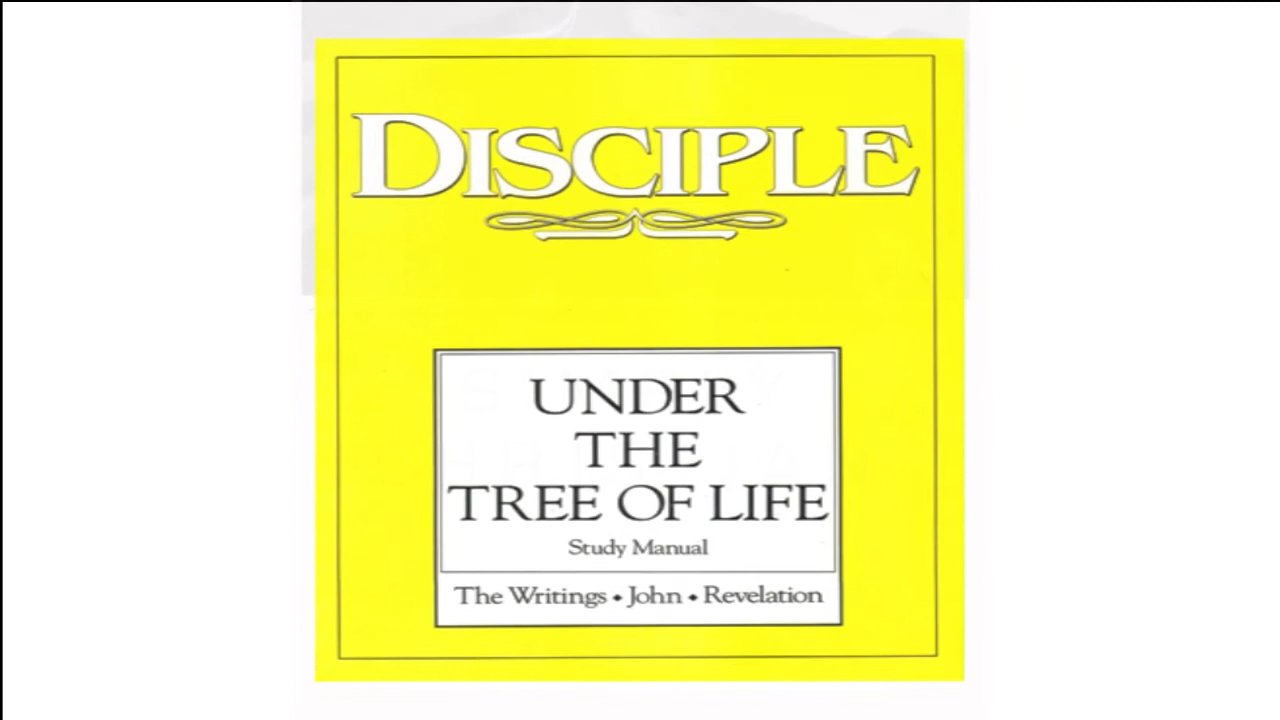 DISCIPLE
UNDER
THE
TREE OF LIFE
Study Manual
The Writings • John • Revelation